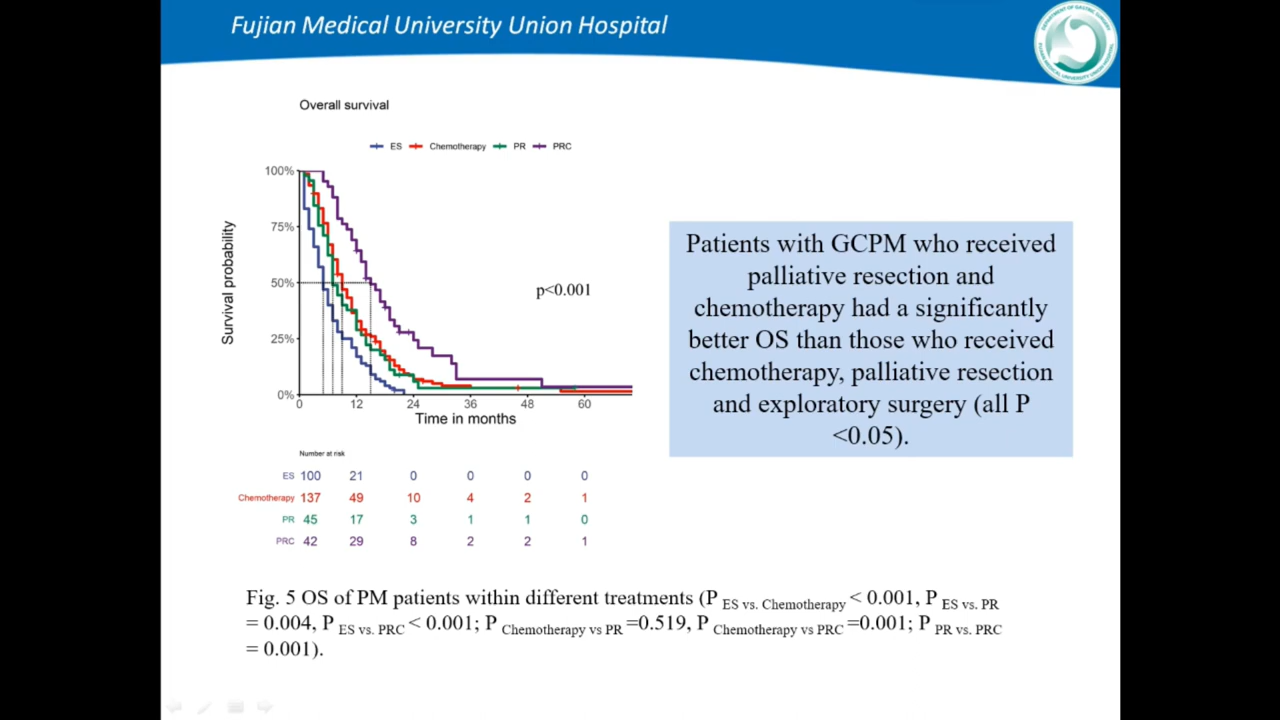 Fujian Medical University Union Hospital
Overall survival
ES Chemotherapy PR PRC
100%
75%
50%
25%
0%
Survival probability
p<0.001
0 12 24 36 48 60
Time in months
Number at risk
ES 100 21 0 0 0 0
Chemotherapy 137 49 10 4 2 1
PR 45 17 3 1 1 0
PRC 42 29 8 2 2 1
Patients with GCPM who received
palliative resection and
chemotherapy had a significantly
better OS than those who received
chemotherapy, palliative resection
and exploratory surgery (all P
<0.05).
Fig. 5 OS of PM patients within different treatments (P ES vs. Chemotherapy < 0.001, P ES vs. PR
= 0.004, P ES vs. PRC < 0.001; P Chemotherapy vs PR =0.519, P Chemotherapy vs PRC =0.001; P PR vs. PRC
= 0.001).